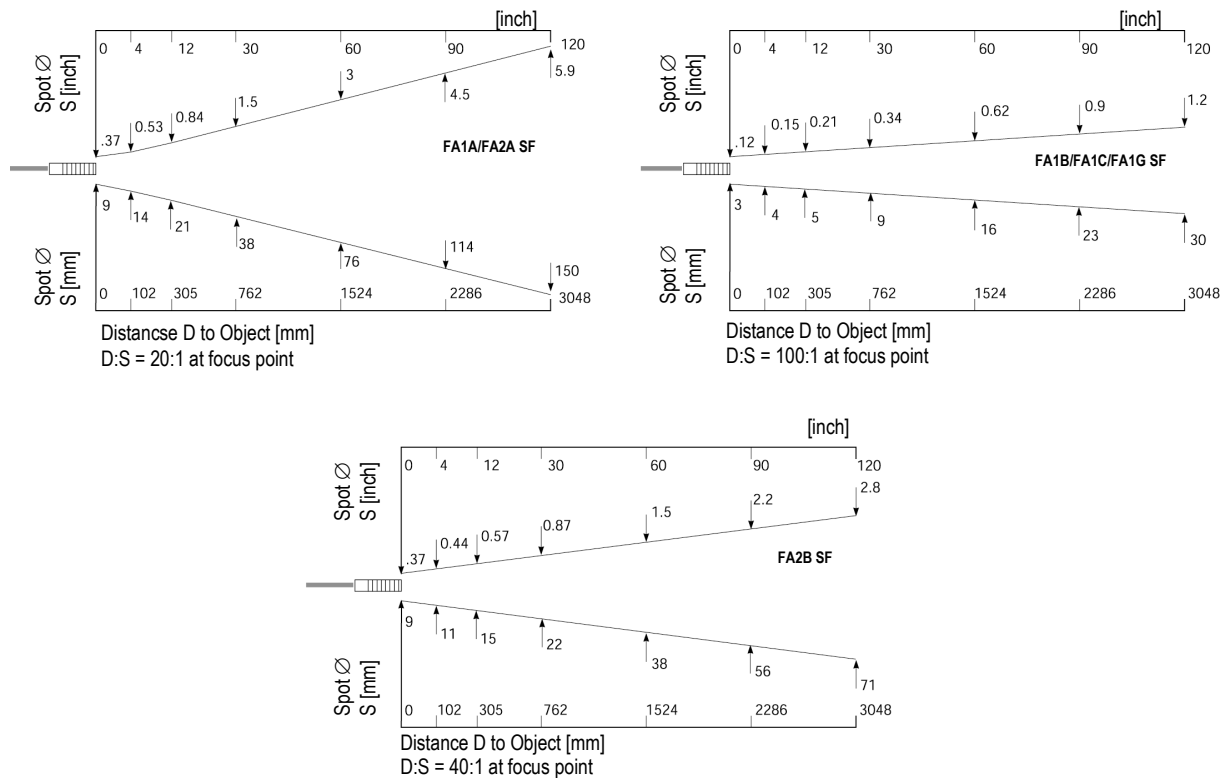 [inch]
Spot Ø
S [inch]
0 4 12 30 60 90 120
.37 0.53 0.84 1.5 3 4.5 5.9
FA1A/FA2A SF
9 14 21 38 76 114 150
Spot Ø
S [mm]
0 102 305 762 1524 2286 3048
Distancse D to Object [mm]
D:S = 20:1 at focus point
[inch]
Spot Ø
S [inch]
0 4 12 30 60 90 120
.12 0.15 0.21 0.34 0.62 0.9 1.2
FA1B/FA1C/FA1G SF
3 4 5 9 16 23 30
Spot Ø
S [mm]
0 102 305 762 1524 2286 3048
Distance D to Object [mm]
D:S = 100:1 at focus point
[inch]
Spot Ø
S [inch]
0 4 12 30 60 90 120
.37 0.44 0.57 0.87 1.5 2.2 2.8
FA2B SF
9 11 15 22 38 56 71
Spot Ø
S [mm]
0 102 305 762 1524 2286 3048
Distance D to Object [mm]
D:S = 40:1 at focus point